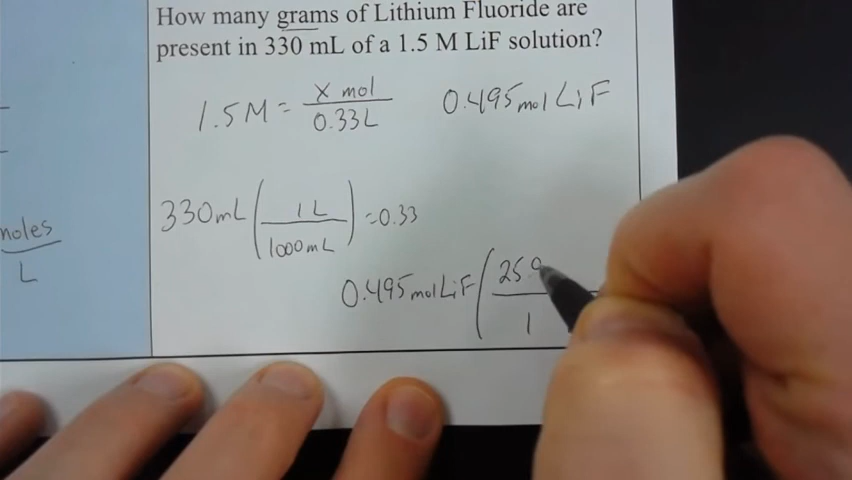 How many grams of Lithium Fluoride are
present in 330 mL of a 1.5 M LiF solution?
1.5 M = x mol / 0.33 L
0.495 mol LiF
330 mL ( 1 L / 1000 mL ) = 0.33
0.495 mol LiF ( 25.9 / 1
moles
L